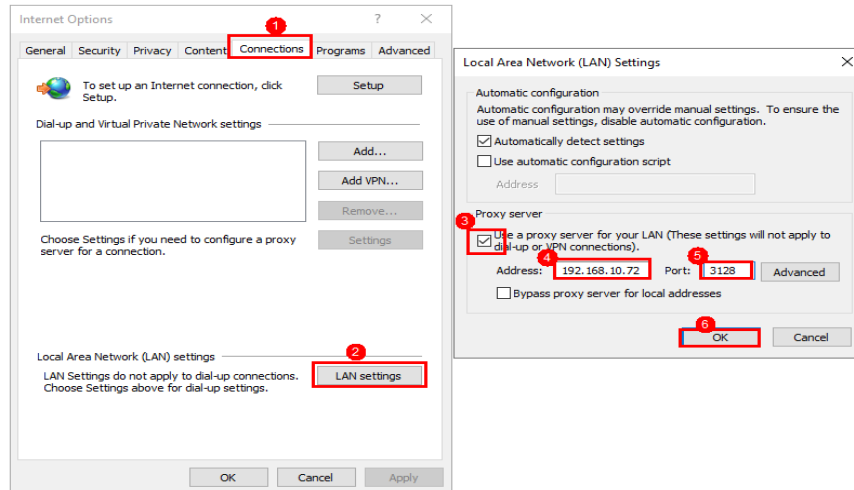 Internet Options
?
1
General Security Privacy Content Connections Programs Advanced
To set up an Internet connection, click
Setup.
Setup
Dial-up and Virtual Private Network settings
Add...
Add VPN...
Remove...
Choose Settings if you need to configure a proxy
server for a connection.
Settings
2
Local Area Network (LAN) settings
LAN Settings do not apply to dial-up connections.
Choose Settings above for dial-up settings.
LAN settings
OK Cancel Apply
Local Area Network (LAN) Settings
Automatic configuration
Automatic configuration may override manual settings. To ensure the
use of manual settings, disable automatic configuration.
Automatically detect settings
Use automatic configuration script
Address
Proxy server
3
Use a proxy server for your LAN (These settings will not apply to
dial-up or VPN connections).
4
5
Address: 192.168.10.72 Port: 3128 Advanced
Bypass proxy server for local addresses
6
OK Cancel